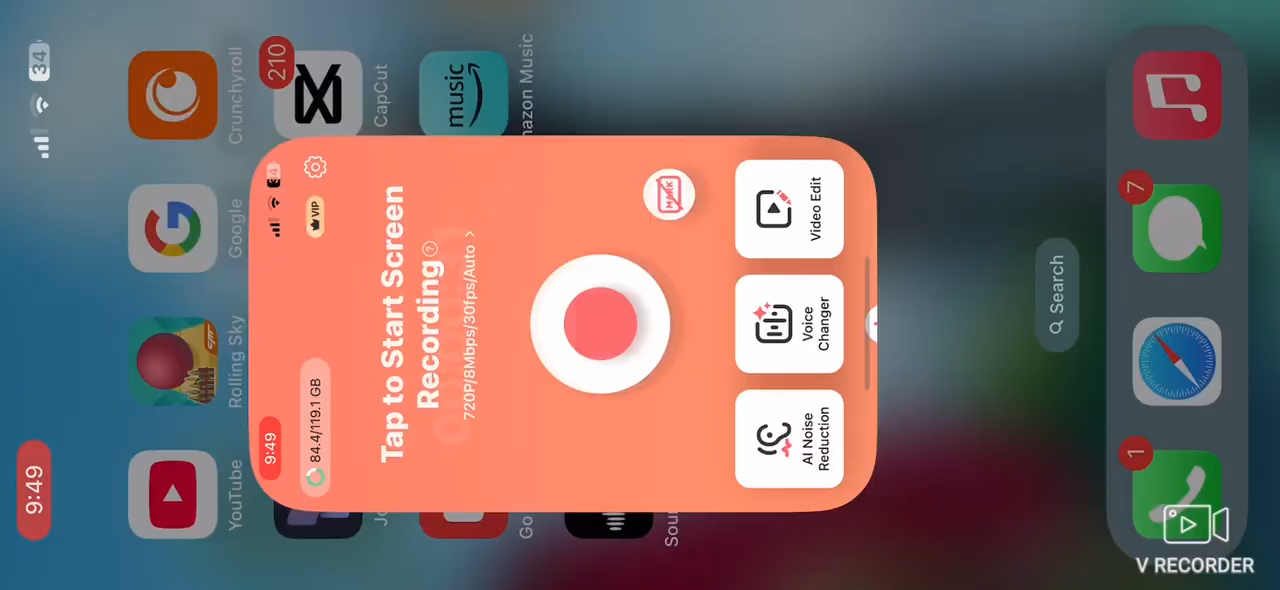 9:49
34
YouTube
Rolling Sky
Google
Crunchyroll
210
CapCut
music
9:49
34
84.4/119.1 GB
VIP
Tap to Start Screen
Recording
720P/8Mbps/30fps/Auto >
AI Noise
Reduction
Voice
Changer
Video Edit
Search
1
7
V RECORDER